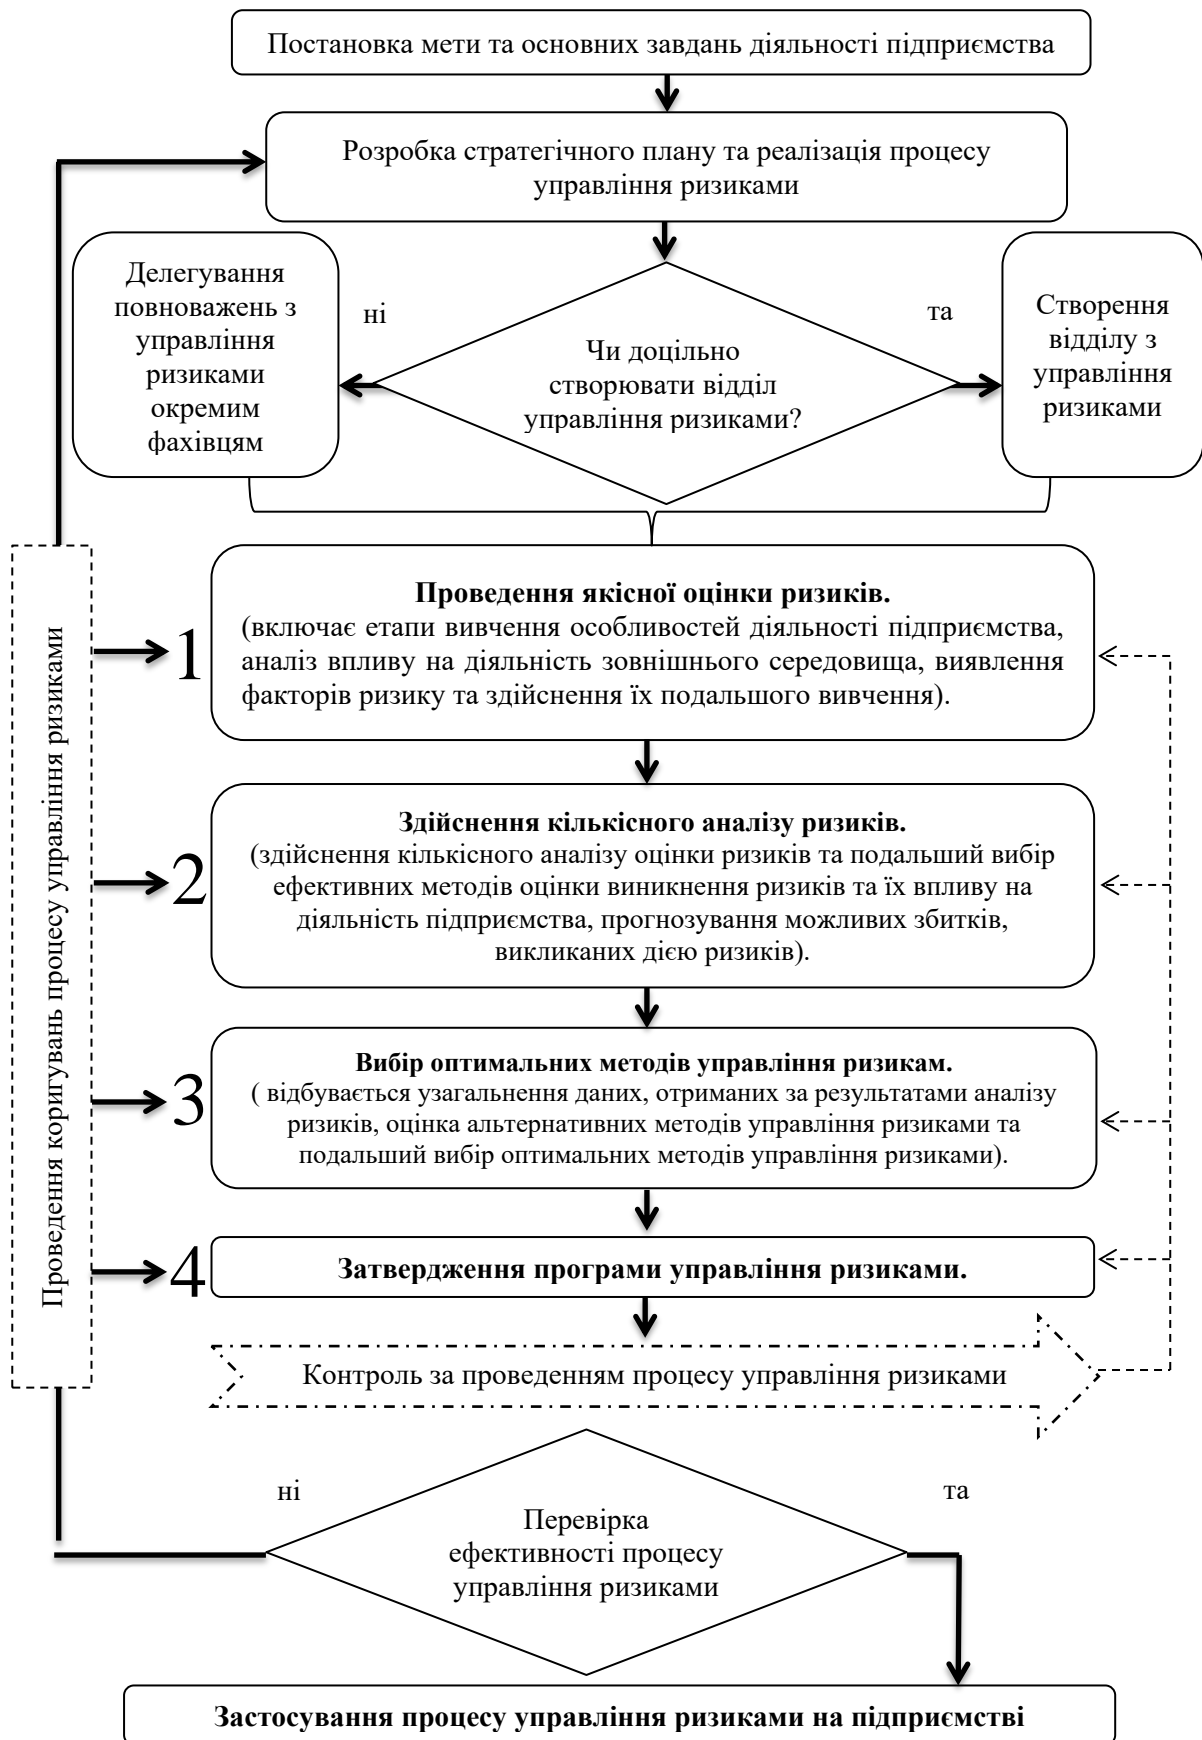 Постановка мети та основних завдань діяльності підприємства
Розробка стратегічного плану та реалізація процесу
управління ризиками
Делегування
повноважень з
управління
ризиками
окремим
фахівцям
ні
Чи доцільно
створювати відділ
управління ризиками?
та
Створення
відділу з
управління
ризиками
Проведення коригувань процесу управління ризиками
1
Проведення якісної оцінки ризиків.
(включає етапи вивчення особливостей діяльності підприємства,
аналіз впливу на діяльність зовнішнього середовища, виявлення
факторів ризику та здійснення їх подальшого вивчення).
2
Здійснення кількісного аналізу ризиків.
(здійснення кількісного аналізу оцінки ризиків та подальший вибір
ефективних методів оцінки виникнення ризиків та їх впливу на
діяльність підприємства, прогнозування можливих збитків,
викликаних дією ризиків).
3
Вибір оптимальних методів управління ризикам.
( відбувається узагальнення даних, отриманих за результатами аналізу
ризиків, оцінка альтернативних методів управління ризиками та
подальший вибір оптимальних методів управління ризиками).
4
Затвердження програми управління ризиками.
Контроль за проведенням процесу управління ризиками
ні
Перевірка
ефективності процесу
управління ризиками
та
Застосування процесу управління ризиками на підприємстві